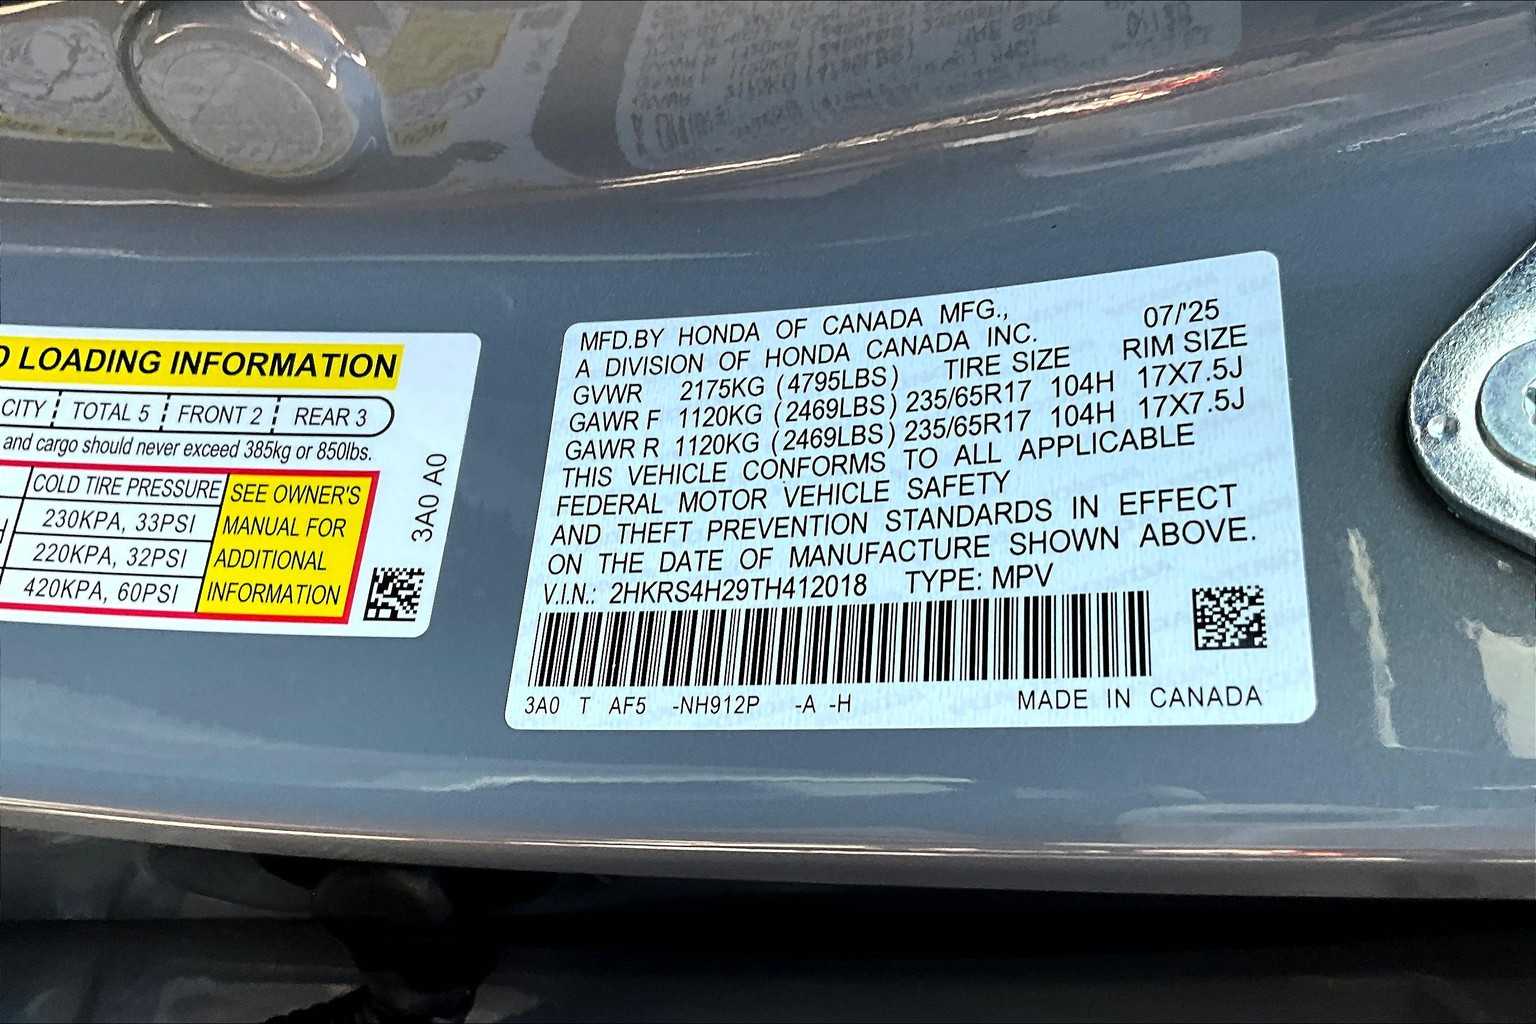 LOADING INFORMATION
CITY TOTAL 5 FRONT 2 REAR 3
and cargo should never exceed 385kg or 850lbs.
COLD TIRE PRESSURE
230KPA, 33PSI
220KPA, 32PSI
420KPA, 60PSI
SEE OWNER'S
MANUAL FOR
ADDITIONAL
INFORMATION
3A0 A0
MFD.BY HONDA OF CANADA MFG., 07/'25
A DIVISION OF HONDA CANADA INC.
GVWR 2175KG (4795LBS) TIRE SIZE RIM SIZE
GAWR F 1120KG (2469LBS) 235/65R17 104H 17X7.5J
GAWR R 1120KG (2469LBS) 235/65R17 104H 17X7.5J
THIS VEHICLE CONFORMS TO ALL APPLICABLE
FEDERAL MOTOR VEHICLE SAFETY
AND THEFT PREVENTION STANDARDS IN EFFECT
ON THE DATE OF MANUFACTURE SHOWN ABOVE.
V.I.N.: 2HKRS4H29TH412018 TYPE: MPV
3A0 T AF5 -NH912P -A -H MADE IN CANADA